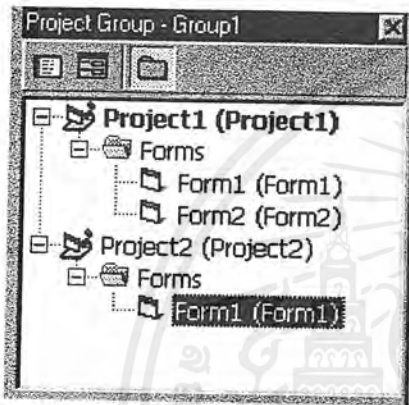 Project Group - Group1
Project1 (Project1)
Forms
Form1 (Form1)
Form2 (Form2)
Project2 (Project2)
Forms
Form1 (Form1)